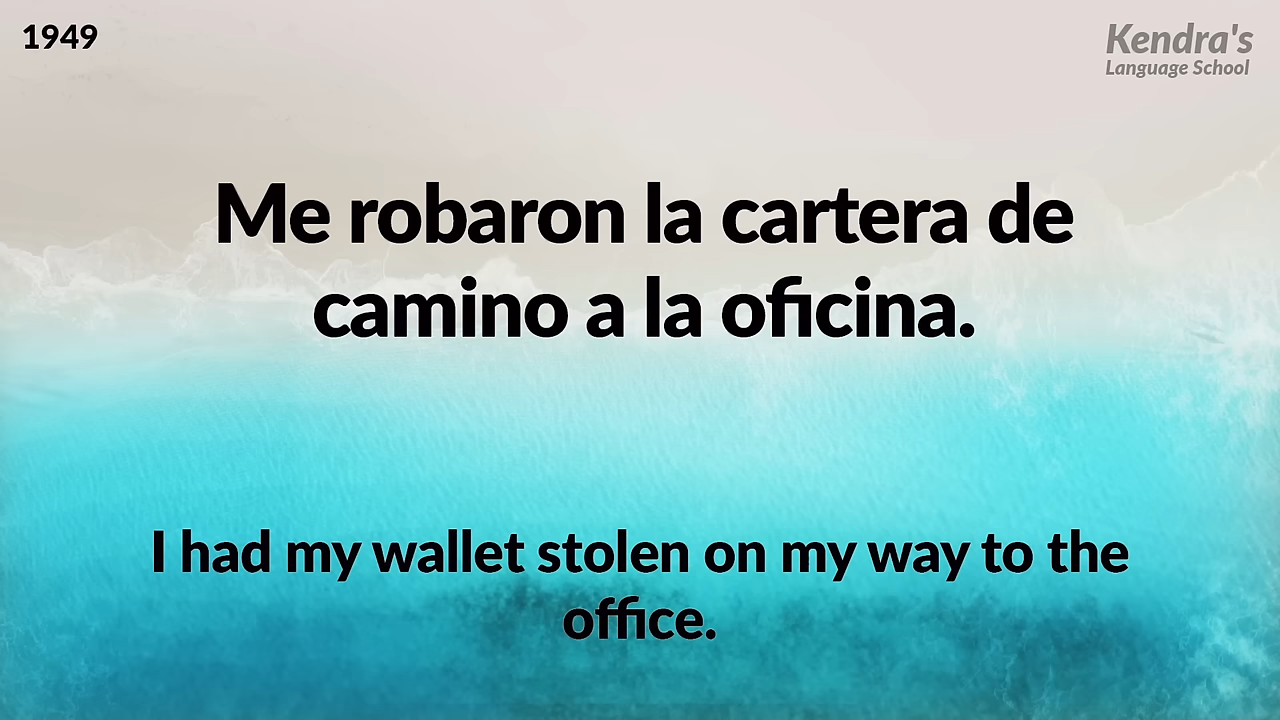 1949
Kendra's
Language School
Me robaron la cartera de
camino a la oficina.
I had my wallet stolen on my way to the
office.